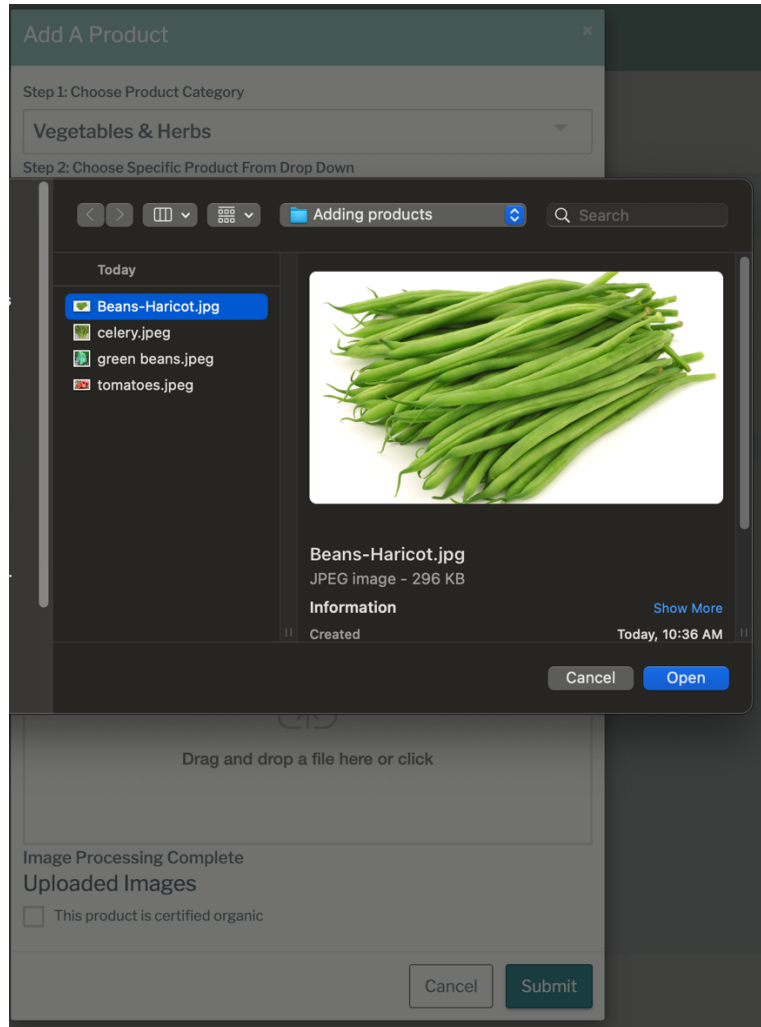 Add A Product ×
Step 1: Choose Product Category
Vegetables & Herbs
Step 2: Choose Specific Product From Drop Down
Adding products
Search
Today
Beans-Haricot.jpg
celery.jpeg
green beans.jpeg
tomatoes.jpeg
Beans-Haricot.jpg
JPEG image - 296 KB
Information Show More
Created Today, 10:36 AM
Cancel Open
Drag and drop a file here or click
Image Processing Complete
Uploaded Images
This product is certified organic
Cancel Submit